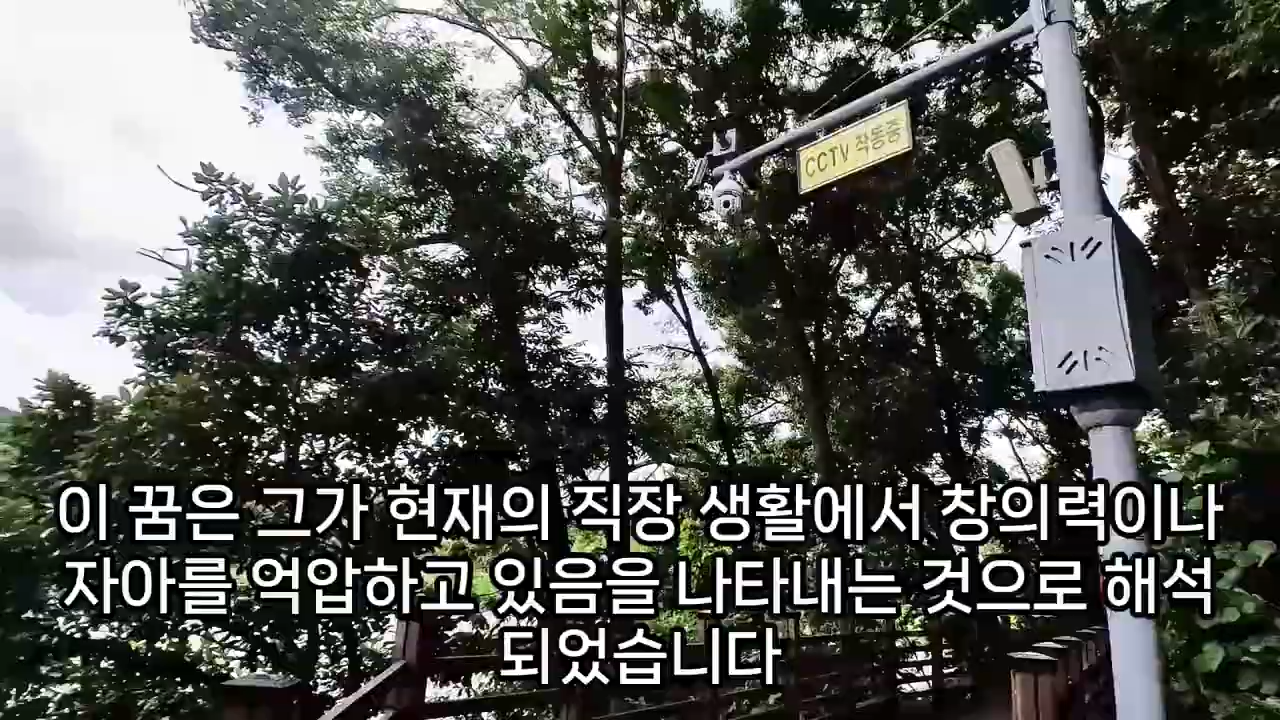 CCTV 작동중
이 꿈은 그가 현재의 직장 생활에서 창의력이나
자아를 억압하고 있음을 나타내는 것으로 해석
되었습니다